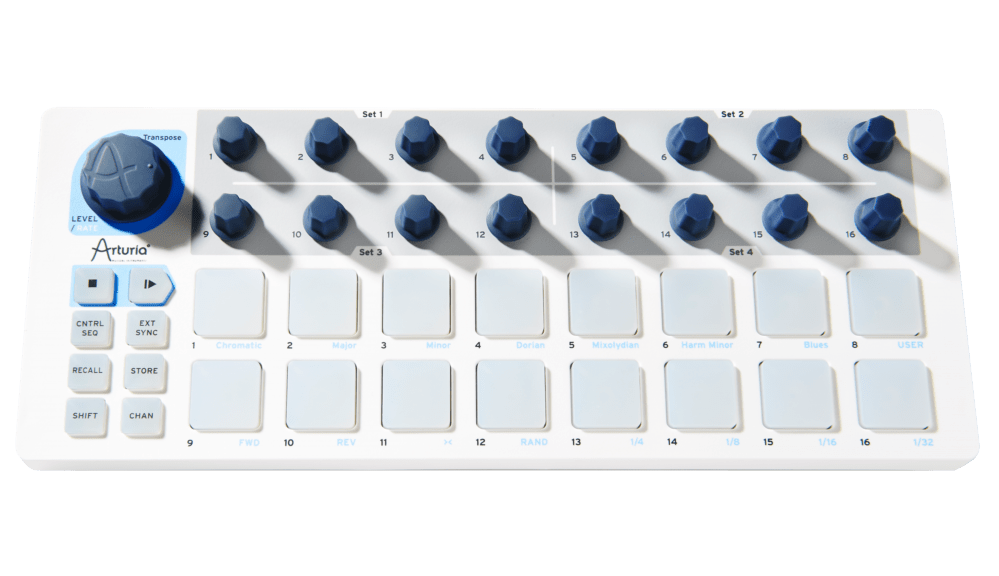 Set 1
Set 2
Transpose
1
2
3
4
5
6
7
8
LEVEL
/RATE
9
10
11
12
13
14
15
16
Arturia
Set 3
Set 4
CNTRL
SEQ
EXT
SYNC
1 Chromatic
2 Major
3 Minor
4 Dorian
5 Mixolydian
6 Harm Minor
7 Blues
8 USER
RECALL
STORE
SHIFT
CHAN
9 FWD
10 REV
11 ><
12 RAND
13 1/4
14 1/8
15 1/16
16 1/32